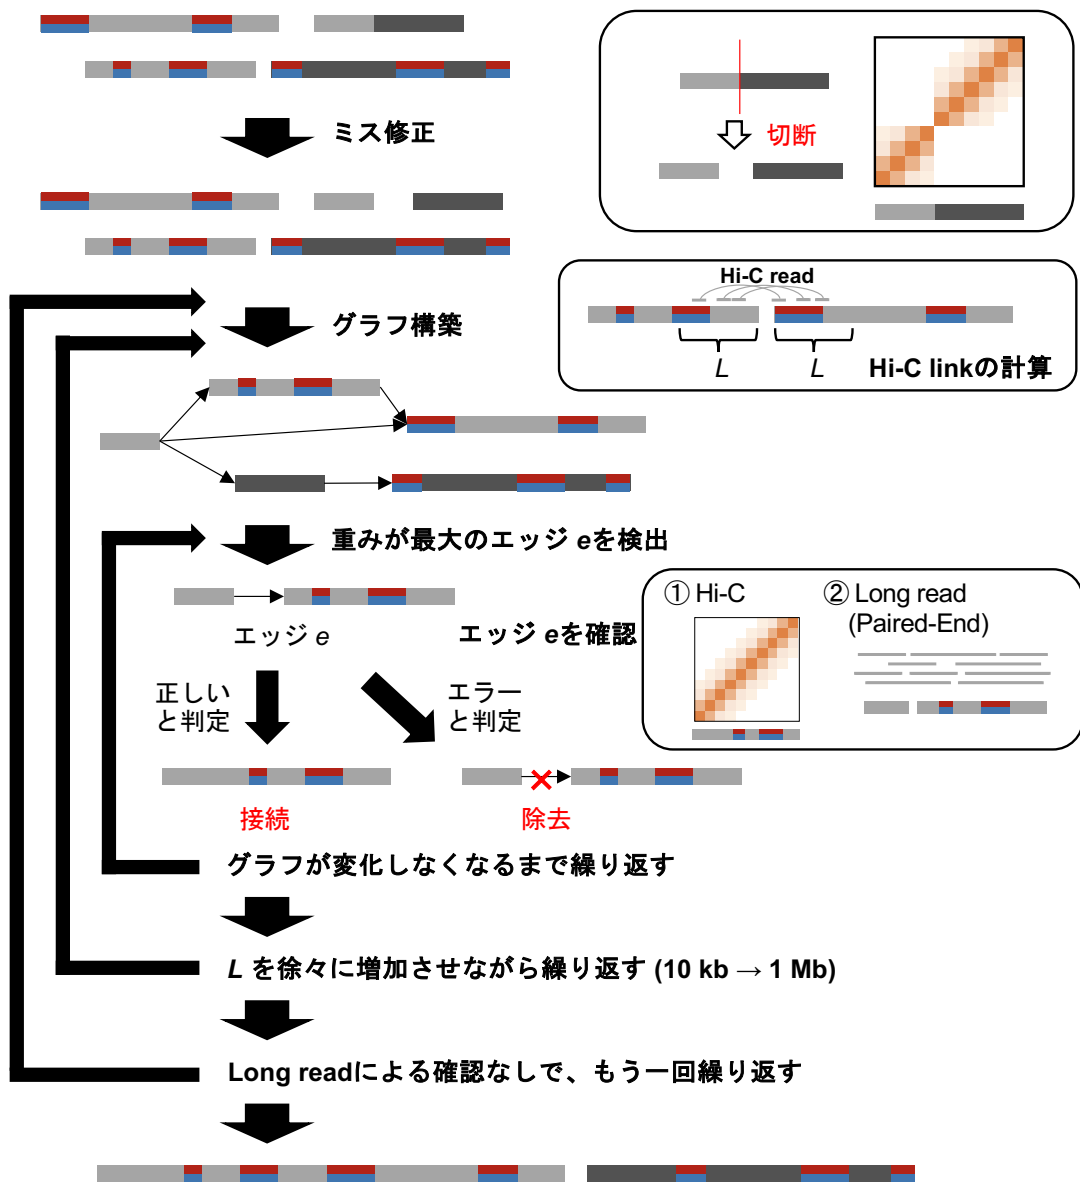 ミス修正
切断
Hi-C read
L
L
Hi-C linkの計算
グラフ構築
重みが最大のエッジ eを検出
エッジ e
エッジ eを確認
① Hi-C
② Long read
(Paired-End)
正しい
と判定
エラー
と判定
接続
除去
グラフが変化しなくなるまで繰り返す
L を徐々に増加させながら繰り返す (10 kb → 1 Mb)
Long readによる確認なしで、もう一回繰り返す